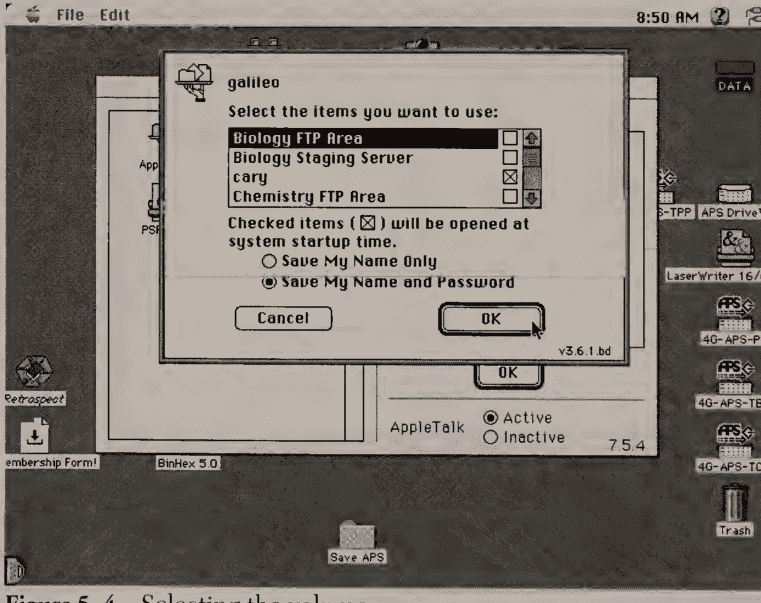 File Edit
8:50 AM
galileo
Select the items you want to use:
Biology FTP Area
Biology Staging Server
cary
Chemistry FTP Area
Checked items ( ☒ ) will be opened at
system startup time.
Save My Name Only
Save My Name and Password
Cancel
OK
v3.6.1.bd
OK
AppleTalk
Active
Inactive
7.5.4
App
PSP
DATA
S-TPP
APS Drive
LaserWriter 16/
4G-APS-P
4G-APS-TE
4G-APS-TO
Trash
Retrospect
embership Form!
BinHex 5.0
Save APS
Figure 5-4 Selecting the volume